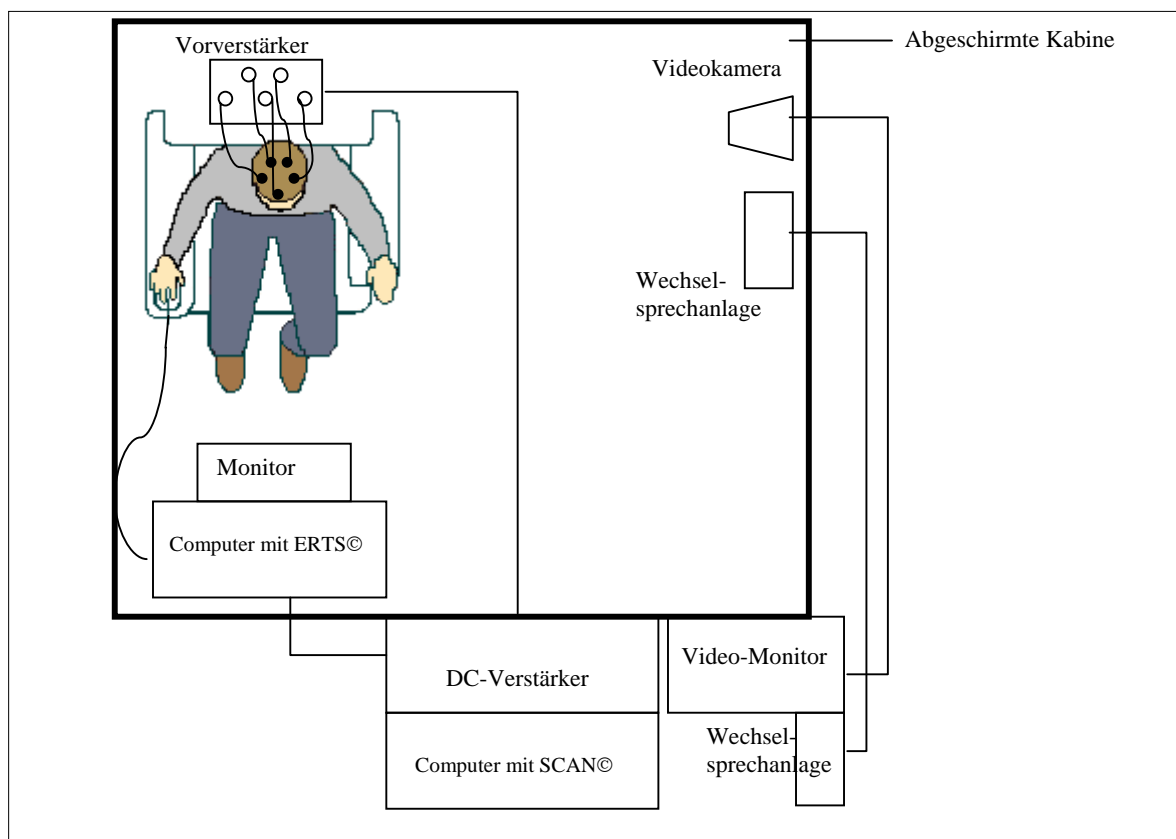 Abgeschirmte Kabine
Vorverstärker
Videokamera
Wechsel-
sprechanlage
Monitor
Computer mit ERTS©
DC-Verstärker
Video-Monitor
Computer mit SCAN©
Wechsel-
sprechanlage